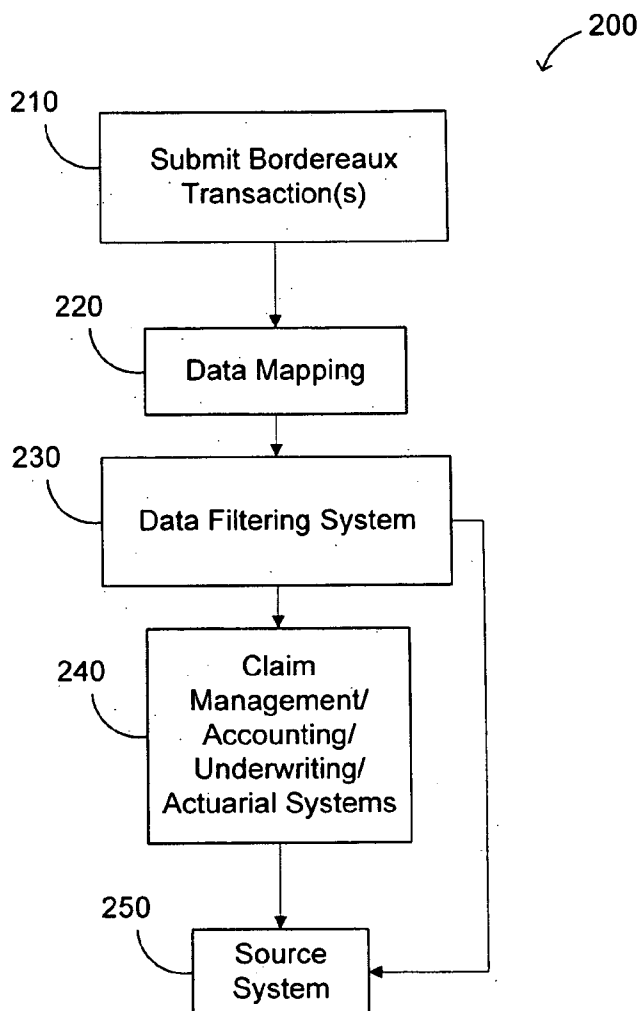 200
210
Submit Bordereaux
Transaction(s)
220
Data Mapping
230
Data Filtering System
240
Claim
Management/
Accounting/
Underwriting/
Actuarial Systems
250
Source
System